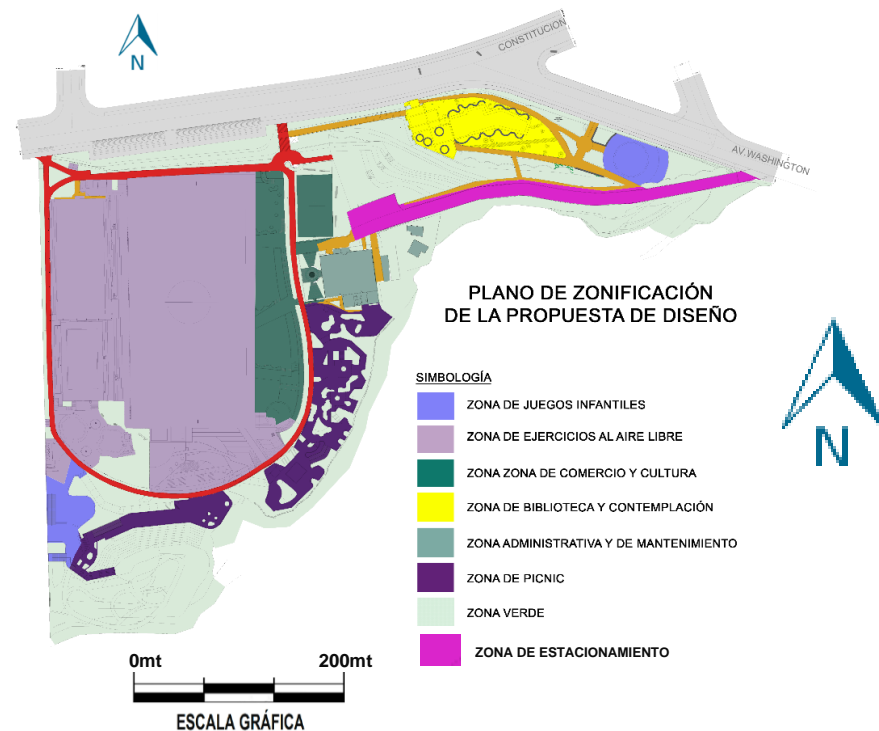 N
CONSTITUCION
AV.WASHINGTON
PLANO DE ZONIFICACIÓN
DE LA PROPUESTA DE DISEÑO
SIMBOLOGÍA
ZONA DE JUEGOS INFANTILES
ZONA DE EJERCICIOS AL AIRE LIBRE
ZONA ZONA DE COMERCIO Y CULTURA
ZONA DE BIBLIOTECA Y CONTEMPLACIÓN
ZONA ADMINISTRATIVA Y DE MANTENIMIENTO
ZONA DE PICNIC
ZONA VERDE
ZONA DE ESTACIONAMIENTO
N
0mt 200mt
ESCALA GRÁFICA